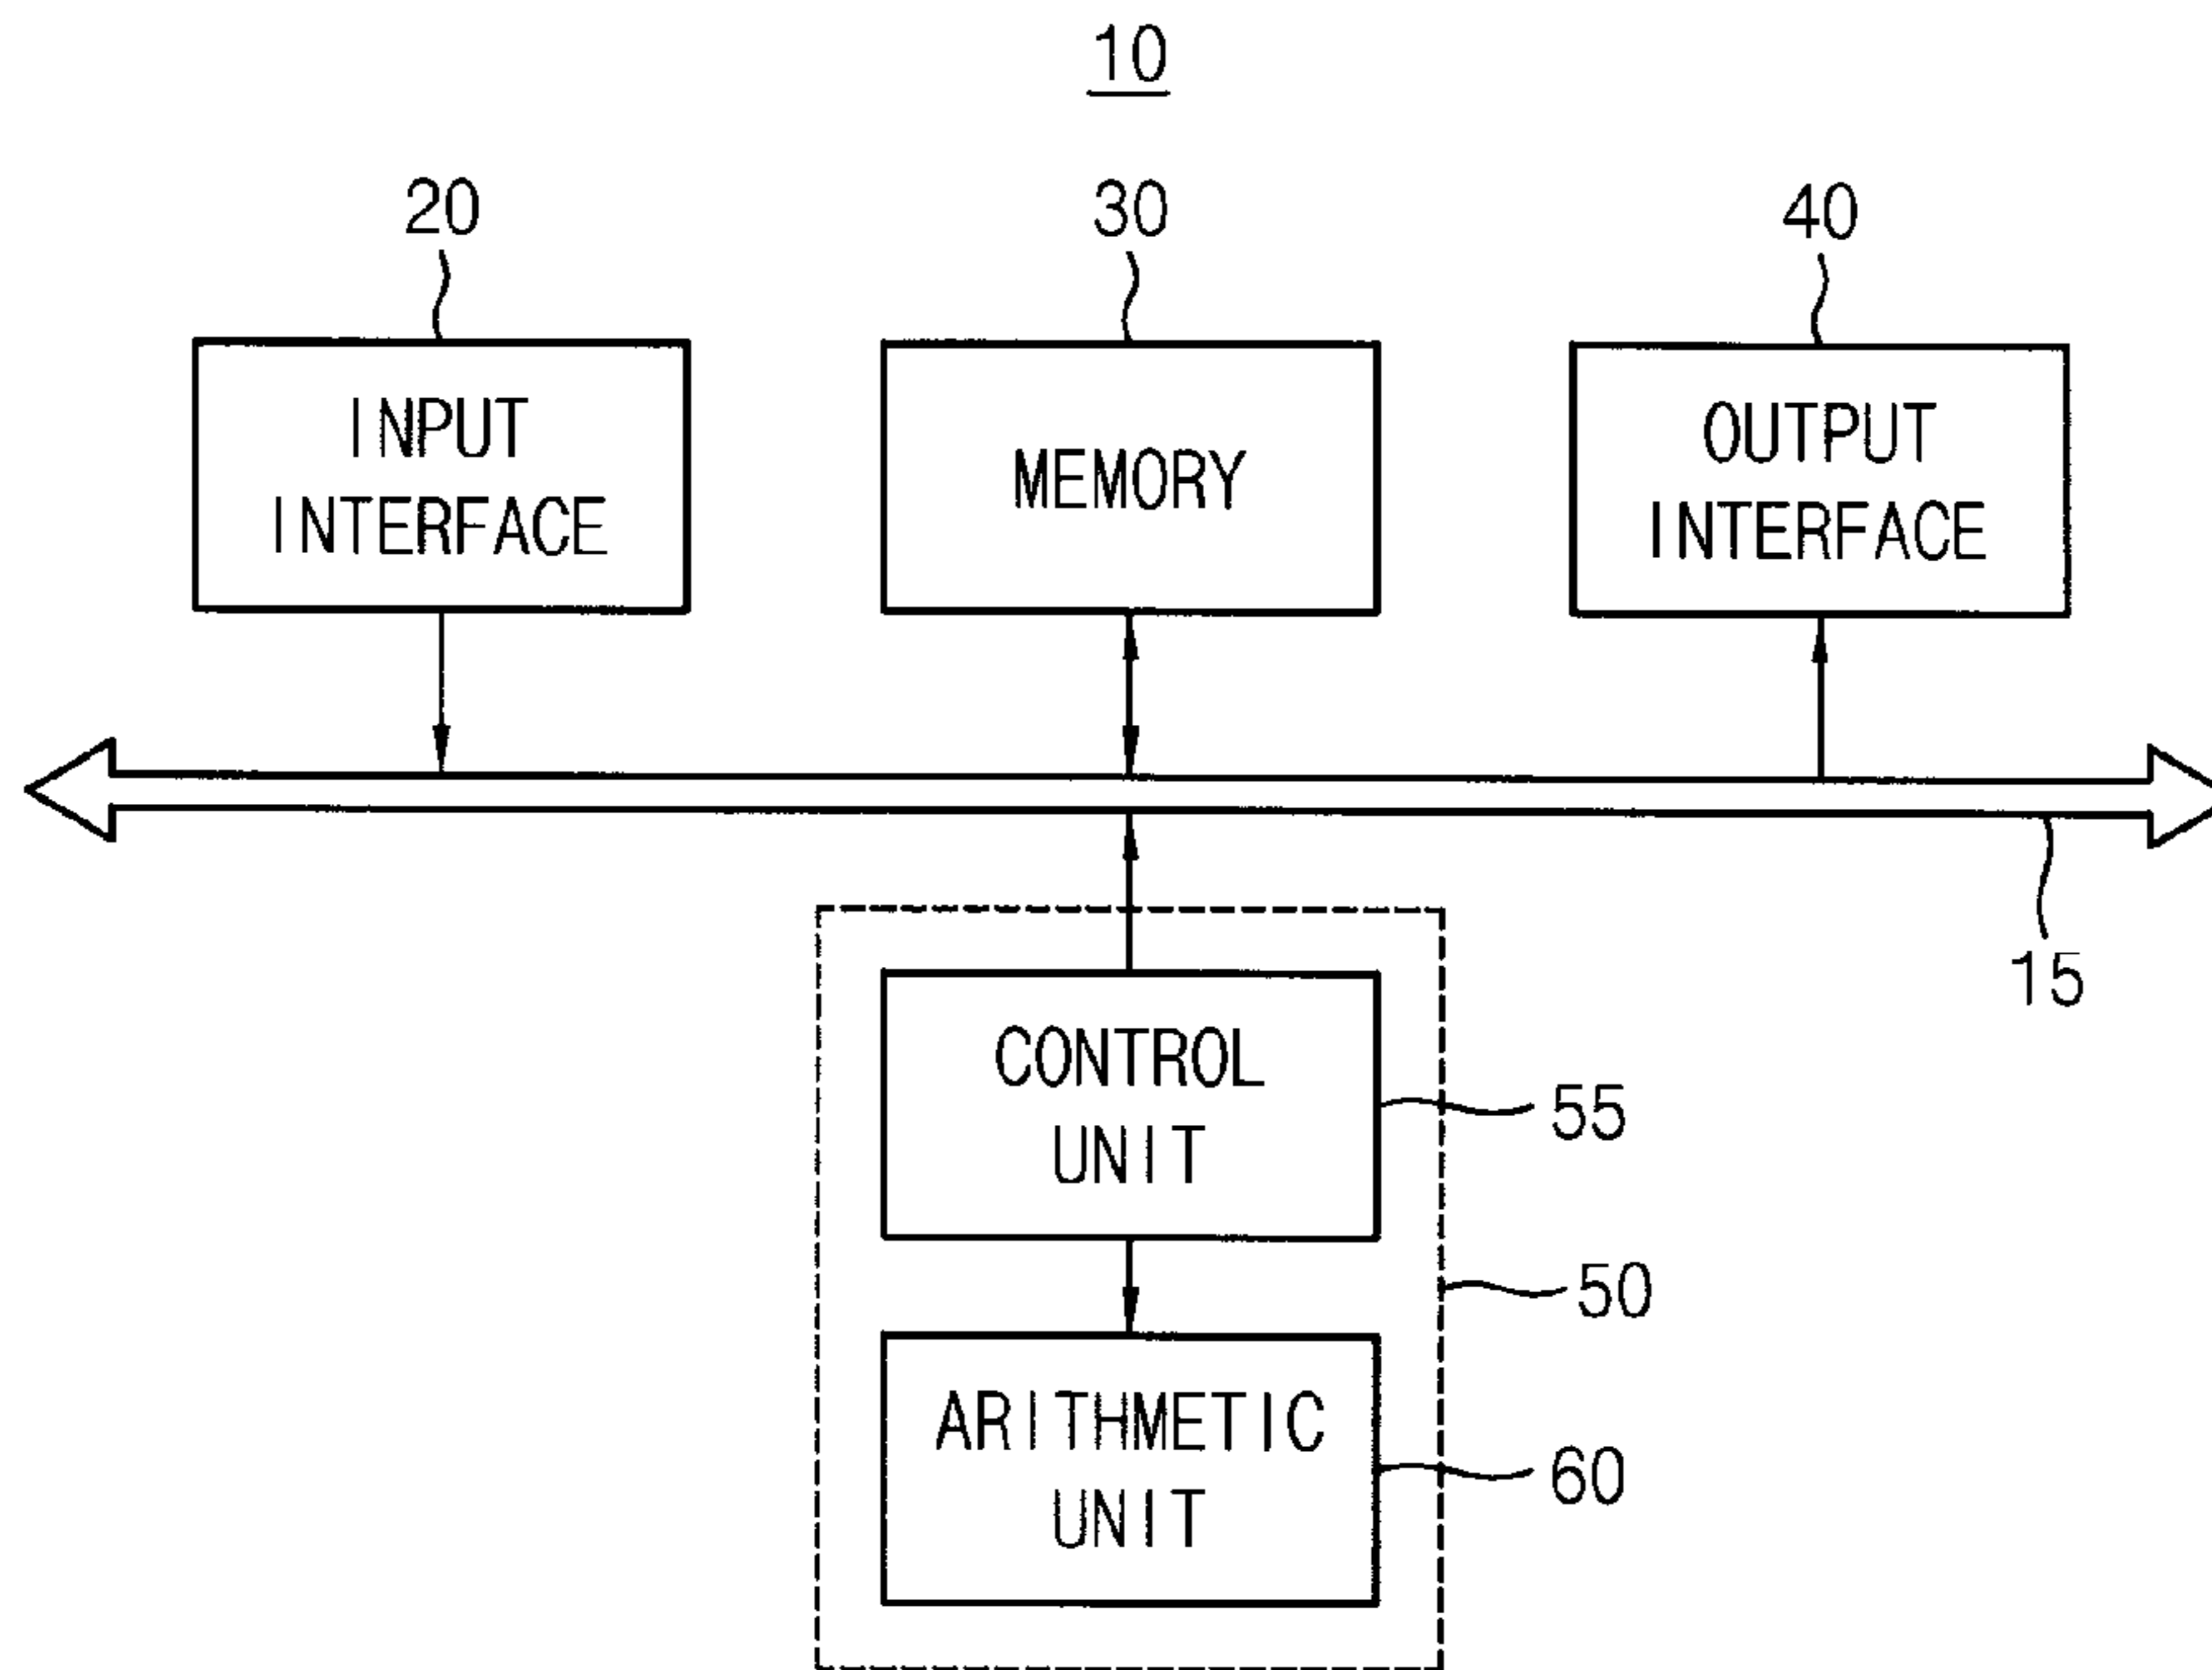 10
20
30
40
INPUT
INTERFACE
MEMORY
OUTPUT
INTERFACE
15
CONTROL
UNIT
55
50
ARITHMETIC
UNIT
60